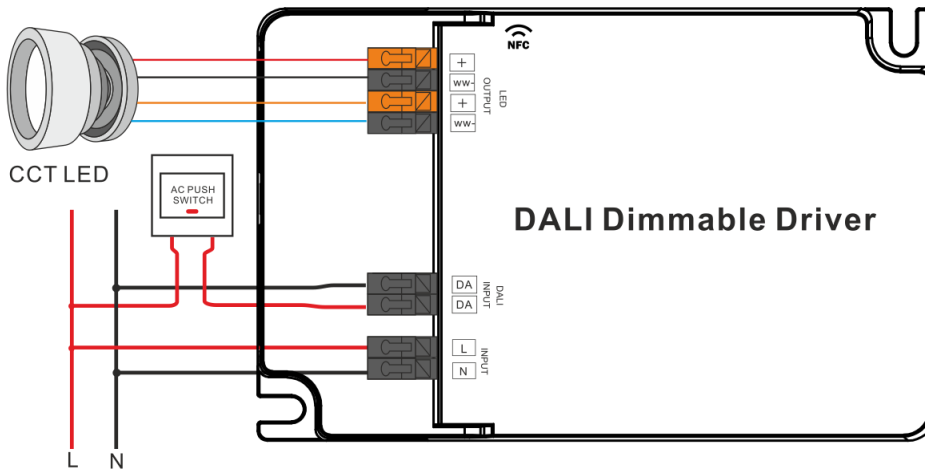 NFC
+
WW-
+
WW-
LED
OUTPUT
CCT LED
AC PUSH
SWITCH
DALI Dimmable Driver
DA
DA
DALI
INPUT
L
N
INPUT
L
N